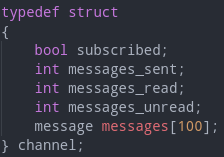 typedef struct
{
    bool subscribed;
    int messages_sent;
    int messages_read;
    int messages_unread;
    message messages[100];
} channel;